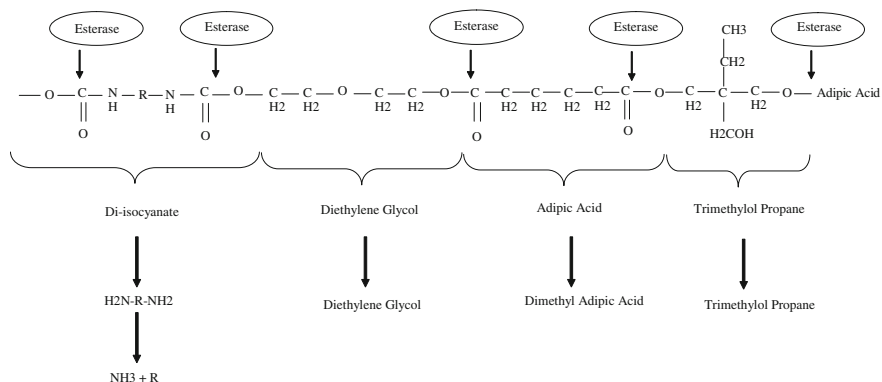 Esterase Esterase Esterase Esterase Esterase
CH3
CH2
O C N R N C O C C O C C O C C C C C C O C C C O Adipic Acid
H H H2 H2 H2 H2 H2 H2 H2 H2 H2 H2
O O O O H2COH
Di-isocyanate Diethylene Glycol Adipic Acid Trimethylol Propane
H2N-R-NH2 Diethylene Glycol Dimethyl Adipic Acid Trimethylol Propane
NH3 + R